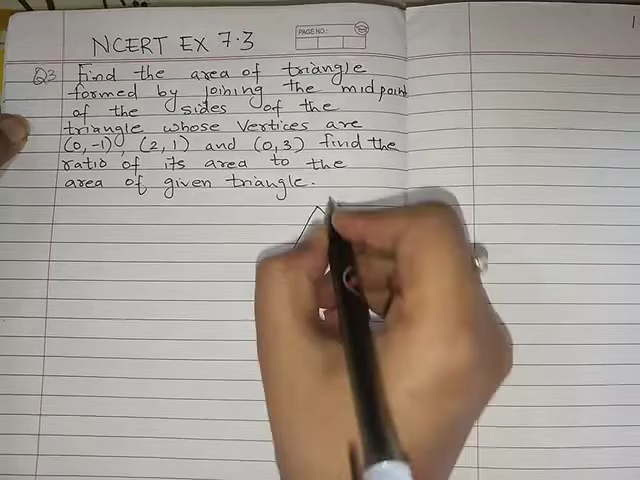 NCERT EX 7.3
PAGE NO.:
Q3 Find the area of triangle
formed by joining the midpoint
of the sides of the
triangle whose vertices are
(0,-1), (2, 1) and (0,3) find the
ratio of its area to the
area of given triangle.